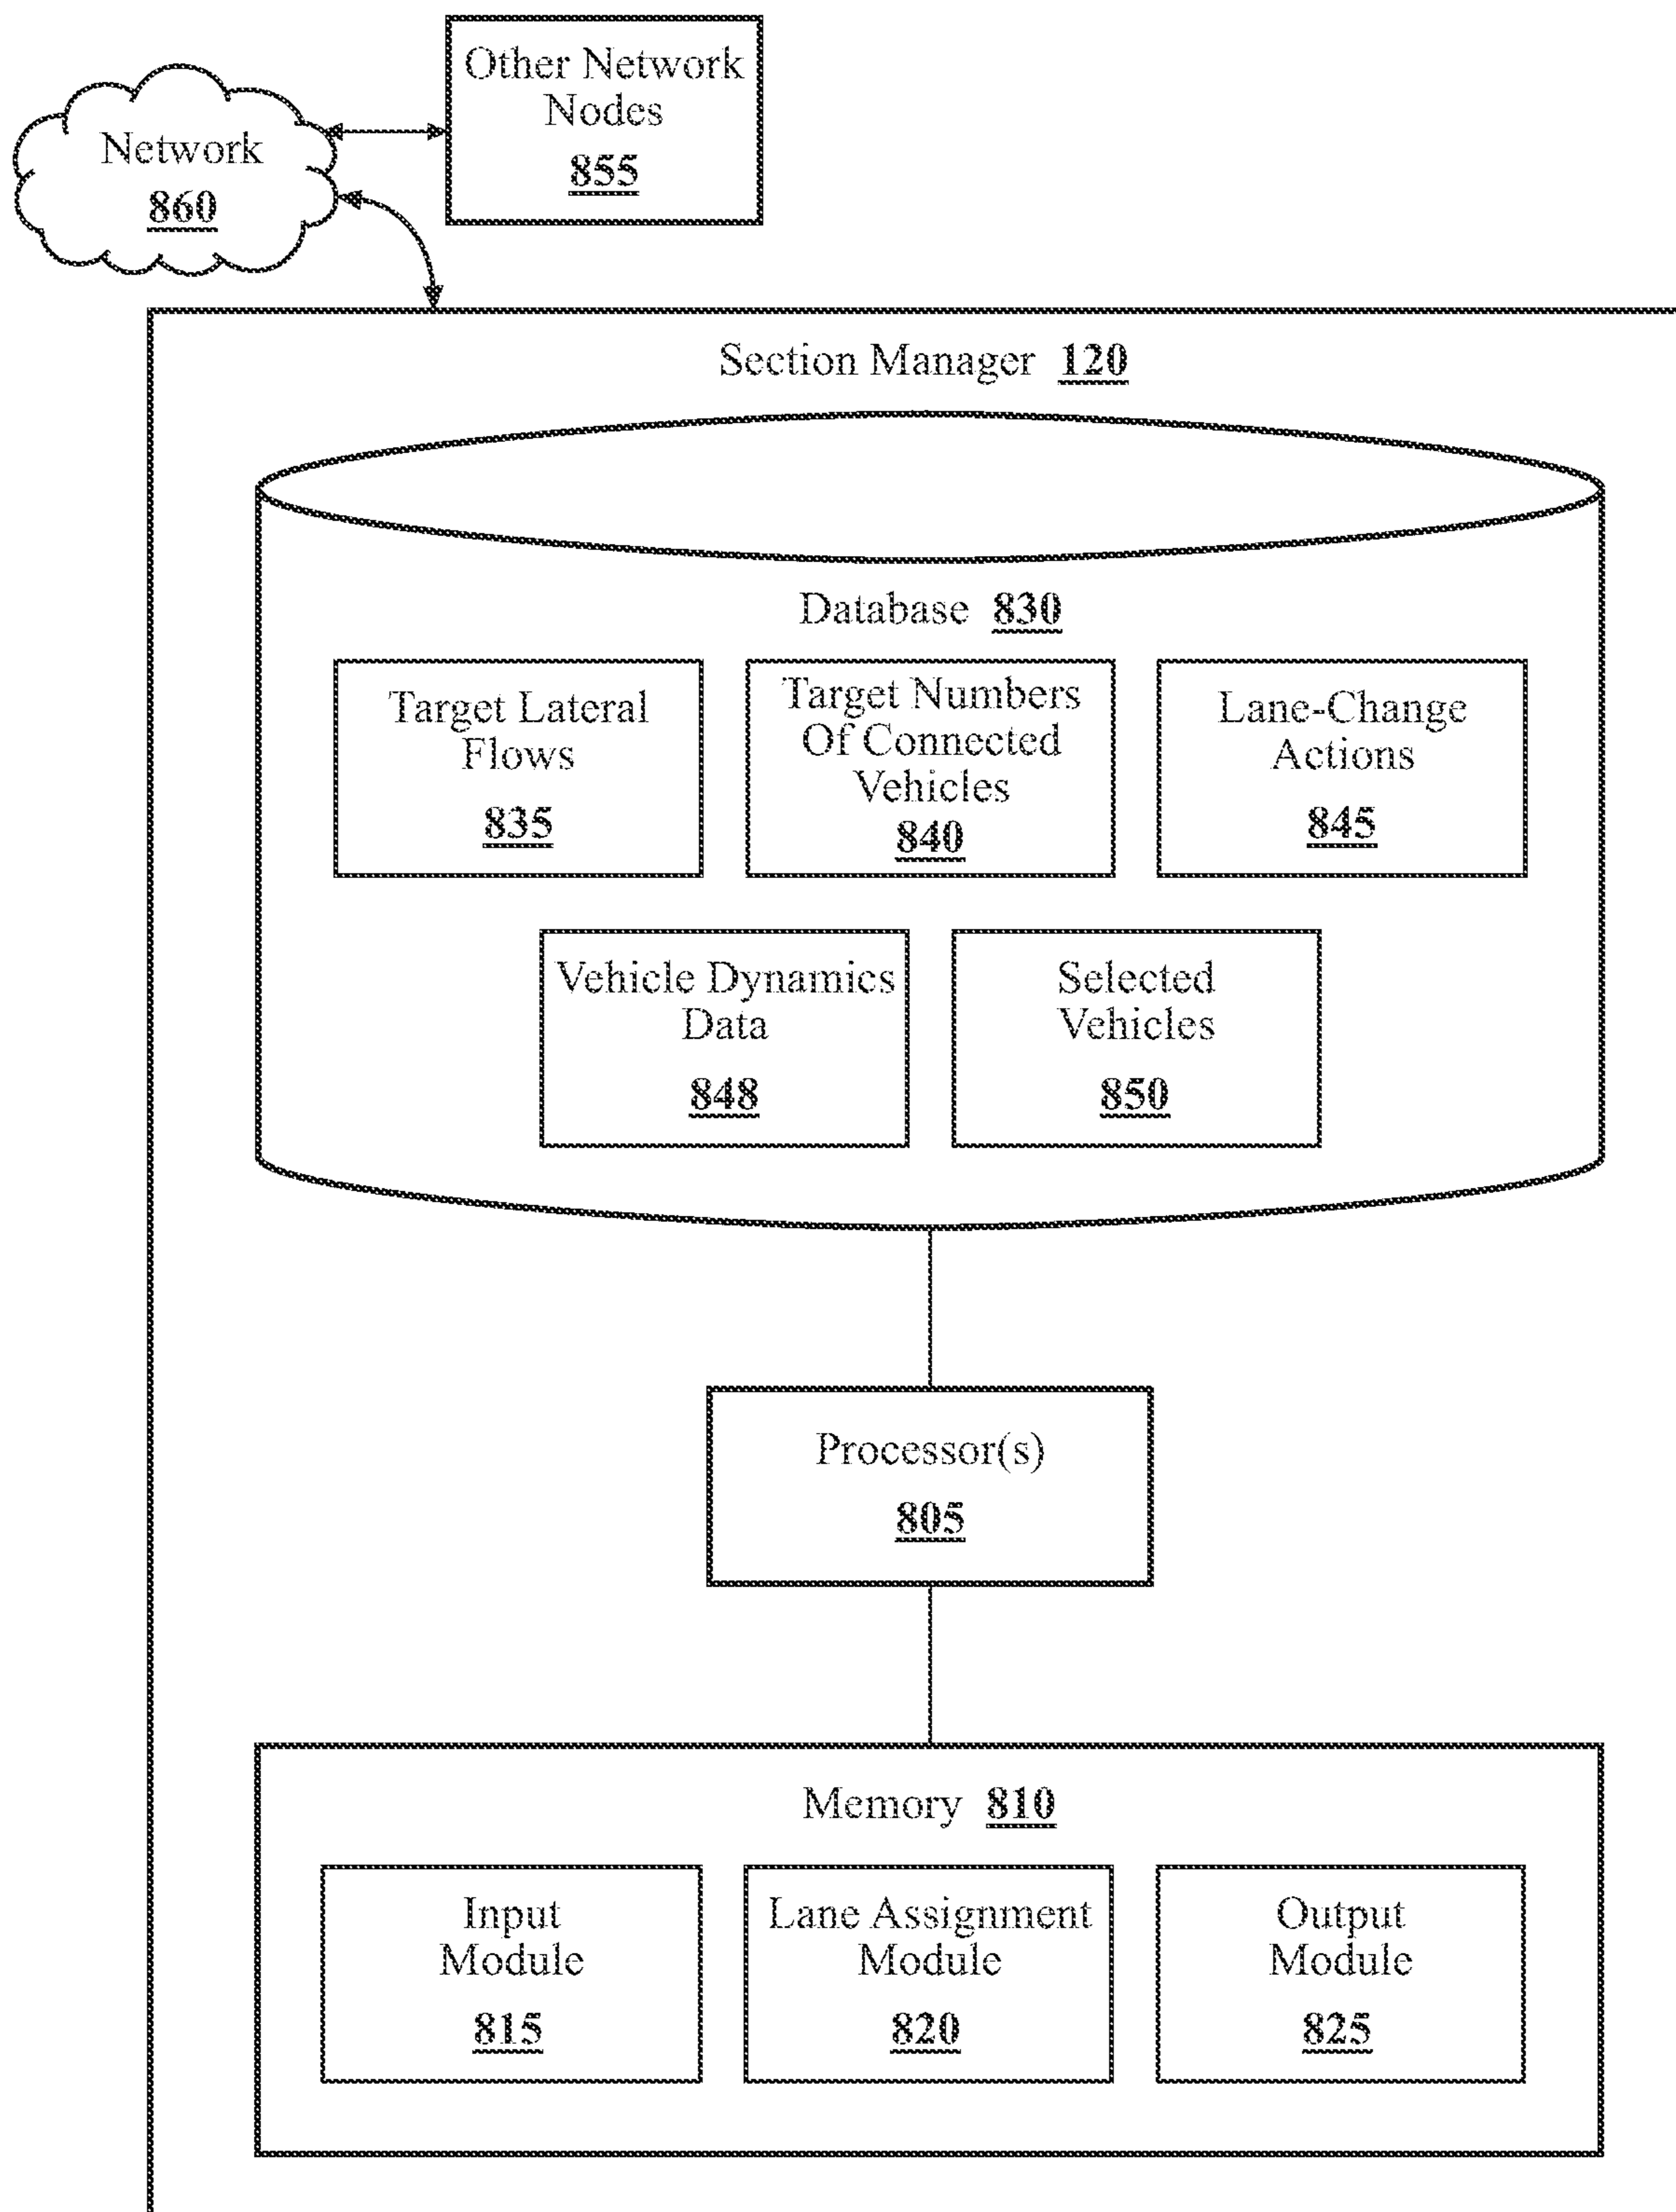 Other Network
Nodes
855
Network
860
Section Manager 120
Database 830
Target Lateral
Flows
835
Target Numbers
Of Connected
Vehicles
840
Lane-Change
Actions
845
Vehicle Dynamics
Data
848
Selected
Vehicles
850
Processor(s)
805
Memory 810
Input
Module
815
Lane Assignment
Module
820
Output
Module
825